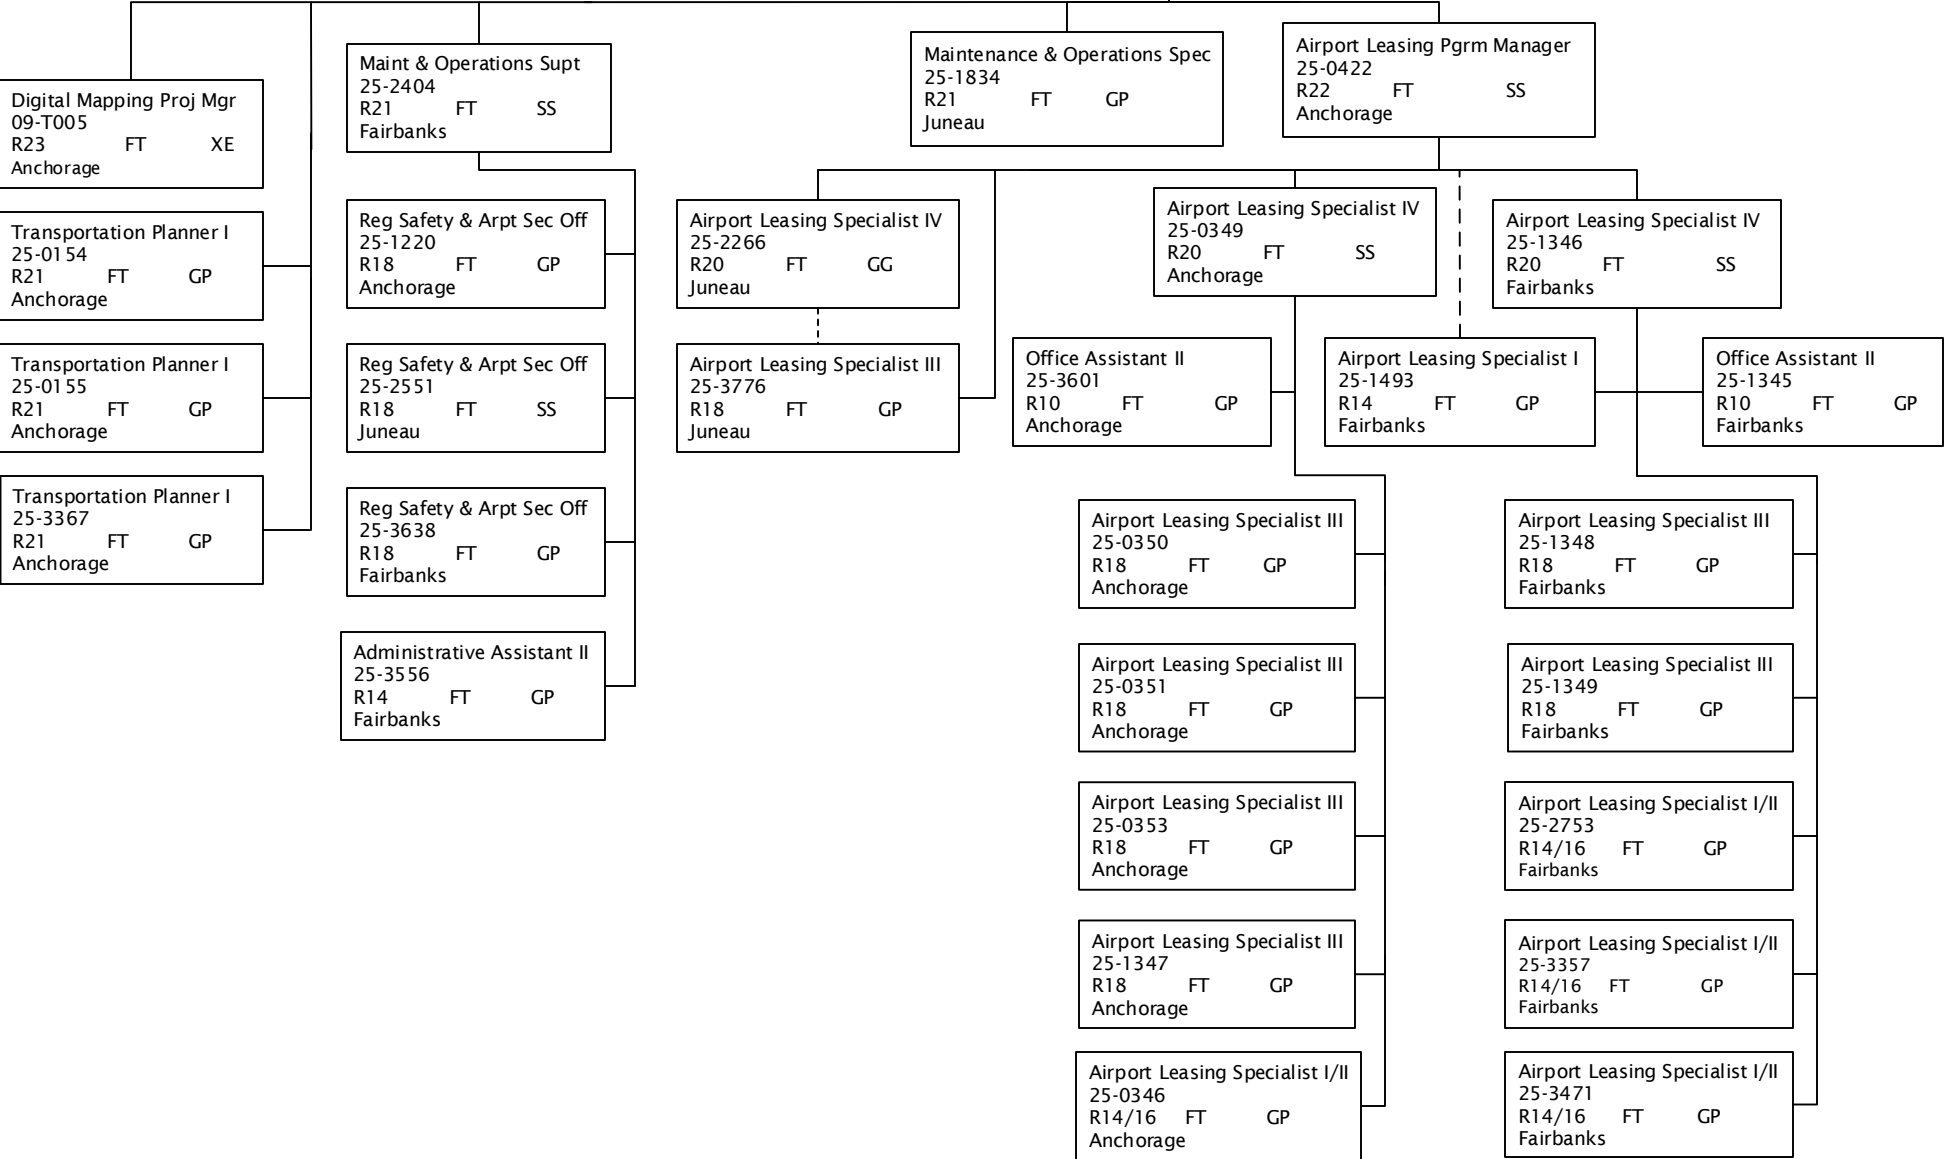 Digital Mapping Proj Mgr
09-T005
R23 FT XE
Anchorage
Transportation Planner I
25-0154
R21 FT GP
Anchorage
Transportation Planner I
25-0155
R21 FT GP
Anchorage
Transportation Planner I
25-3367
R21 FT GP
Anchorage
Maint & Operations Supt
25-2404
R21 FT SS
Fairbanks
Reg Safety & Arpt Sec Off
25-1220
R18 FT GP
Anchorage
Reg Safety & Arpt Sec Off
25-2551
R18 FT SS
Juneau
Reg Safety & Arpt Sec Off
25-3638
R18 FT GP
Fairbanks
Administrative Assistant II
25-3556
R14 FT GP
Fairbanks
Maintenance & Operations Spec
25-1834
R21 FT GP
Juneau
Airport Leasing Pgrm Manager
25-0422
R22 FT SS
Anchorage
Airport Leasing Specialist IV
25-2266
R20 FT GG
Juneau
Airport Leasing Specialist III
25-3776
R18 FT GP
Juneau
Airport Leasing Specialist IV
25-0349
R20 FT SS
Anchorage
Office Assistant II
25-3601
R10 FT GP
Anchorage
Airport Leasing Specialist III
25-0350
R18 FT GP
Anchorage
Airport Leasing Specialist III
25-0351
R18 FT GP
Anchorage
Airport Leasing Specialist III
25-0353
R18 FT GP
Anchorage
Airport Leasing Specialist III
25-1347
R18 FT GP
Anchorage
Airport Leasing Specialist I/II
25-0346
R14/16 FT GP
Anchorage
Airport Leasing Specialist IV
25-1346
R20 FT SS
Fairbanks
Airport Leasing Specialist I
25-1493
R14 FT GP
Fairbanks
Office Assistant II
25-1345
R10 FT GP
Fairbanks
Airport Leasing Specialist III
25-1348
R18 FT GP
Fairbanks
Airport Leasing Specialist III
25-1349
R18 FT GP
Fairbanks
Airport Leasing Specialist I/II
25-2753
R14/16 FT GP
Fairbanks
Airport Leasing Specialist I/II
25-3357
R14/16 FT GP
Fairbanks
Airport Leasing Specialist I/II
25-3471
R14/16 FT GP
Fairbanks